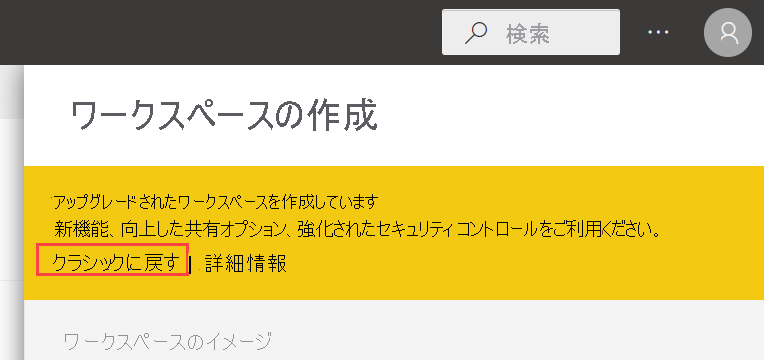 検索 ...
ワークスペースの作成
アップグレードされたワークスペースを作成しています
新機能、向上した共有オプション、強化されたセキュリティコントロールをご利用ください。
クラシックに戻す | 詳細情報
ワークスペースのイメージ